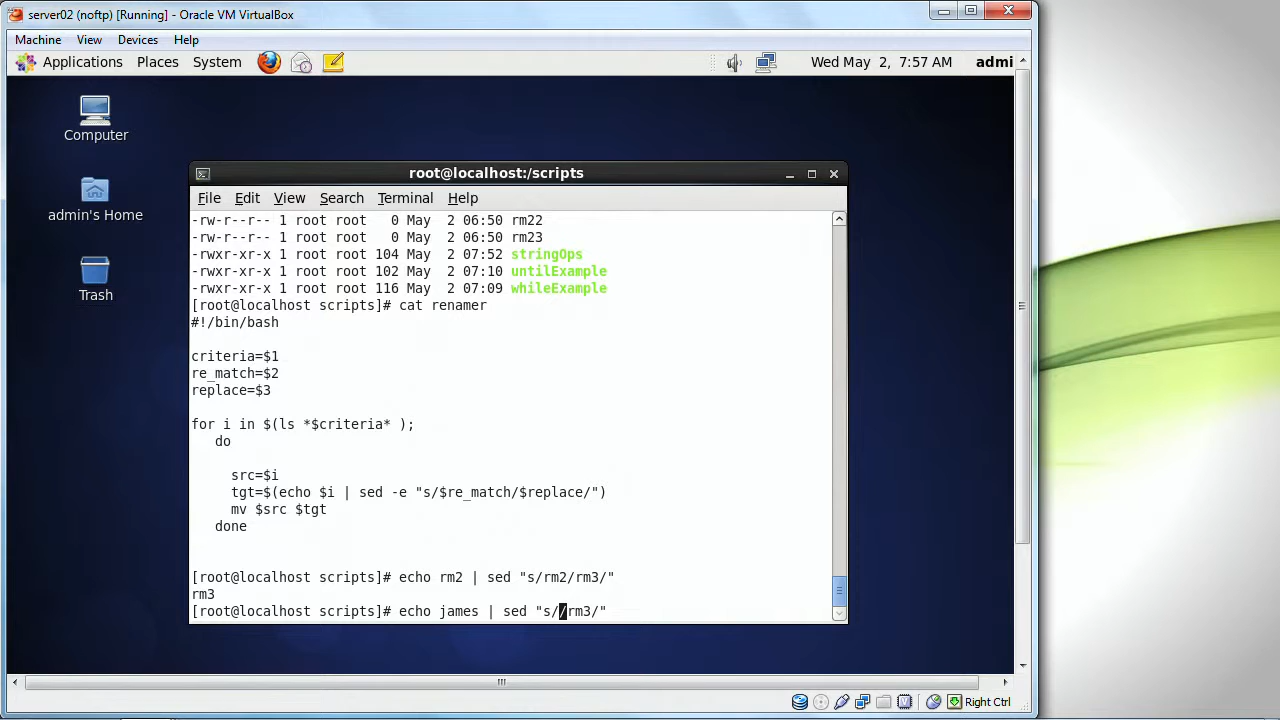 server02 (noftp) [Running] - Oracle VM VirtualBox
Machine View Devices Help
Applications Places System Wed May 2, 7:57 AM admi
Computer
admin's Home
Trash
root@localhost:/scripts
File Edit View Search Terminal Help
-rw-r--r-- 1 root root   0 May  2 06:50 rm22
-rw-r--r-- 1 root root   0 May  2 06:50 rm23
-rwxr-xr-x 1 root root 104 May  2 07:52 stringOps
-rwxr-xr-x 1 root root 102 May  2 07:10 untilExample
-rwxr-xr-x 1 root root 116 May  2 07:09 whileExample
[root@localhost scripts]# cat renamer
#!/bin/bash
criteria=$1
re_match=$2
replace=$3
for i in $(ls *$criteria* );
do
src=$i
tgt=$(echo $i | sed -e "s/$re_match/$replace/")
mv $src $tgt
done
[root@localhost scripts]# echo rm2 | sed "s/rm2/rm3/"
rm3
[root@localhost scripts]# echo james | sed "s//rm3/"
Right Ctrl